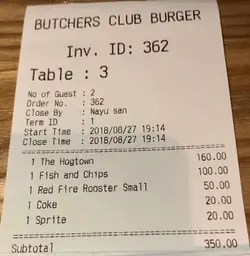 BUTCHERS CLUB BURGER
Inv. ID: 362
Table : 3
No of Guest : 2
Order No. : 362
Close By : Nayu san
Term ID : 1
Start Time : 2018/08/27 19:14
Close Time : 2018/08/27 19:14
1 The Hogtown 160.00
1 Fish and Chips 100.00
1 Red Fire Rooster Small 50.00
1 Coke 20.00
1 Sprite 20.00
Subtotal 350.00